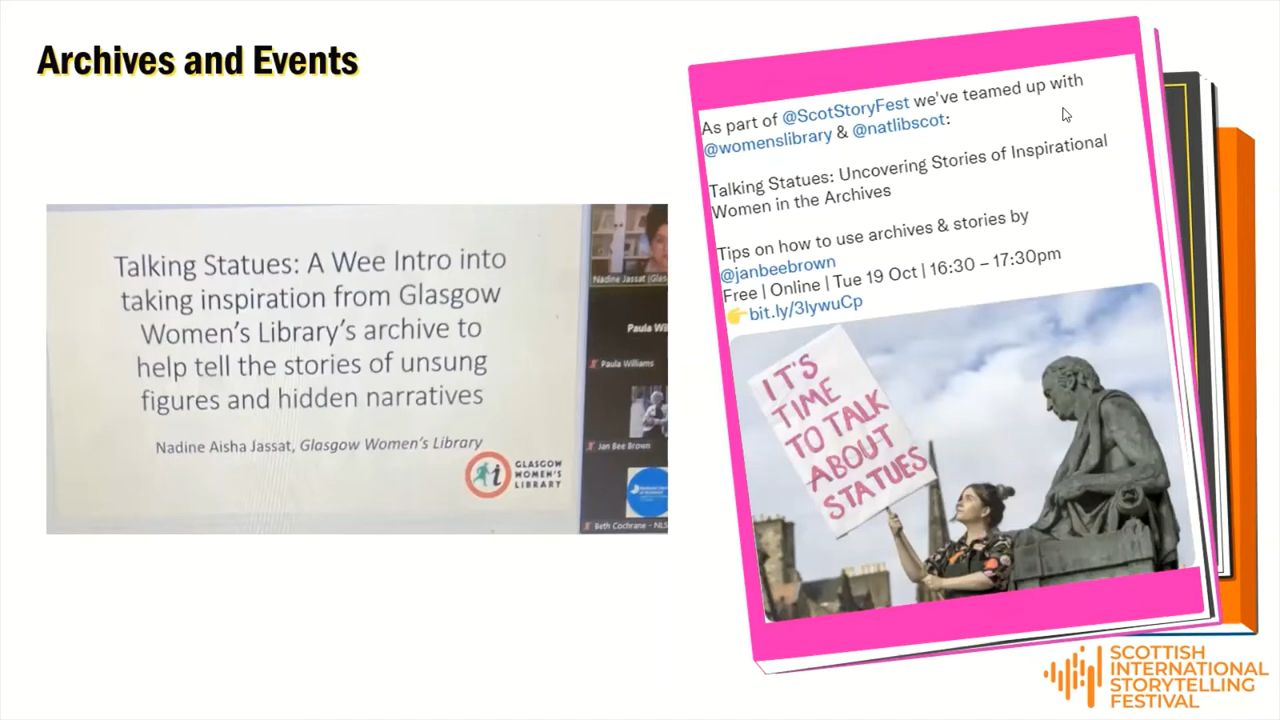 Archives and Events
Talking Statues: A Wee Intro into
taking inspiration from Glasgow
Women's Library's archive to
help tell the stories of unsung
figures and hidden narratives
Nadine Aisha Jassat, Glasgow Women's Library
GLASGOW
WOMEN'S
LIBRARY
Nadine Jassat (Glas
Paula Wi
Paula Williams
Jan Bee Brown
Beth Cochrane - NLS
As part of @ScotStoryFest we've teamed up with
@womenslibrary & @natlibscot:
Talking Statues: Uncovering Stories of Inspirational
Women in the Archives
Tips on how to use archives & stories by
@janbeebrown
Free | Online | Tue 19 Oct | 16:30 – 17:30pm
👉bit.ly/3lywuCp
IT'S
TIME
TO TALK
ABOUT
STATUES
SCOTTISH
INTERNATIONAL
STORYTELLING
FESTIVAL